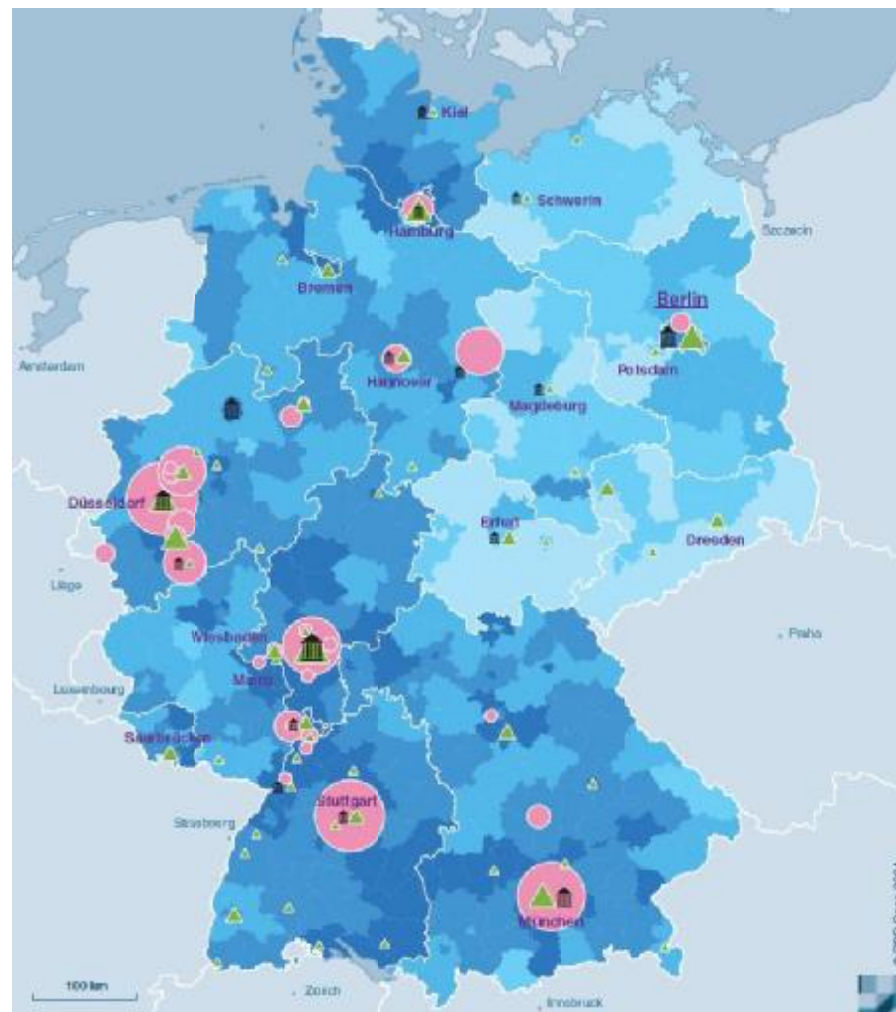 Kiel
Schwerin
Szczecin
Hamburg
Bremen
Berlin
Amsterdam
Hannover
Potsdam
Magdeburg
Düsseldorf
Erfurt
Dresden
Liège
Wiesbaden
Praha
Mainz
Luxembourg
Saarbrücken
Stuttgart
Strasbourg
München
100 km
Zürich
Innsbruck